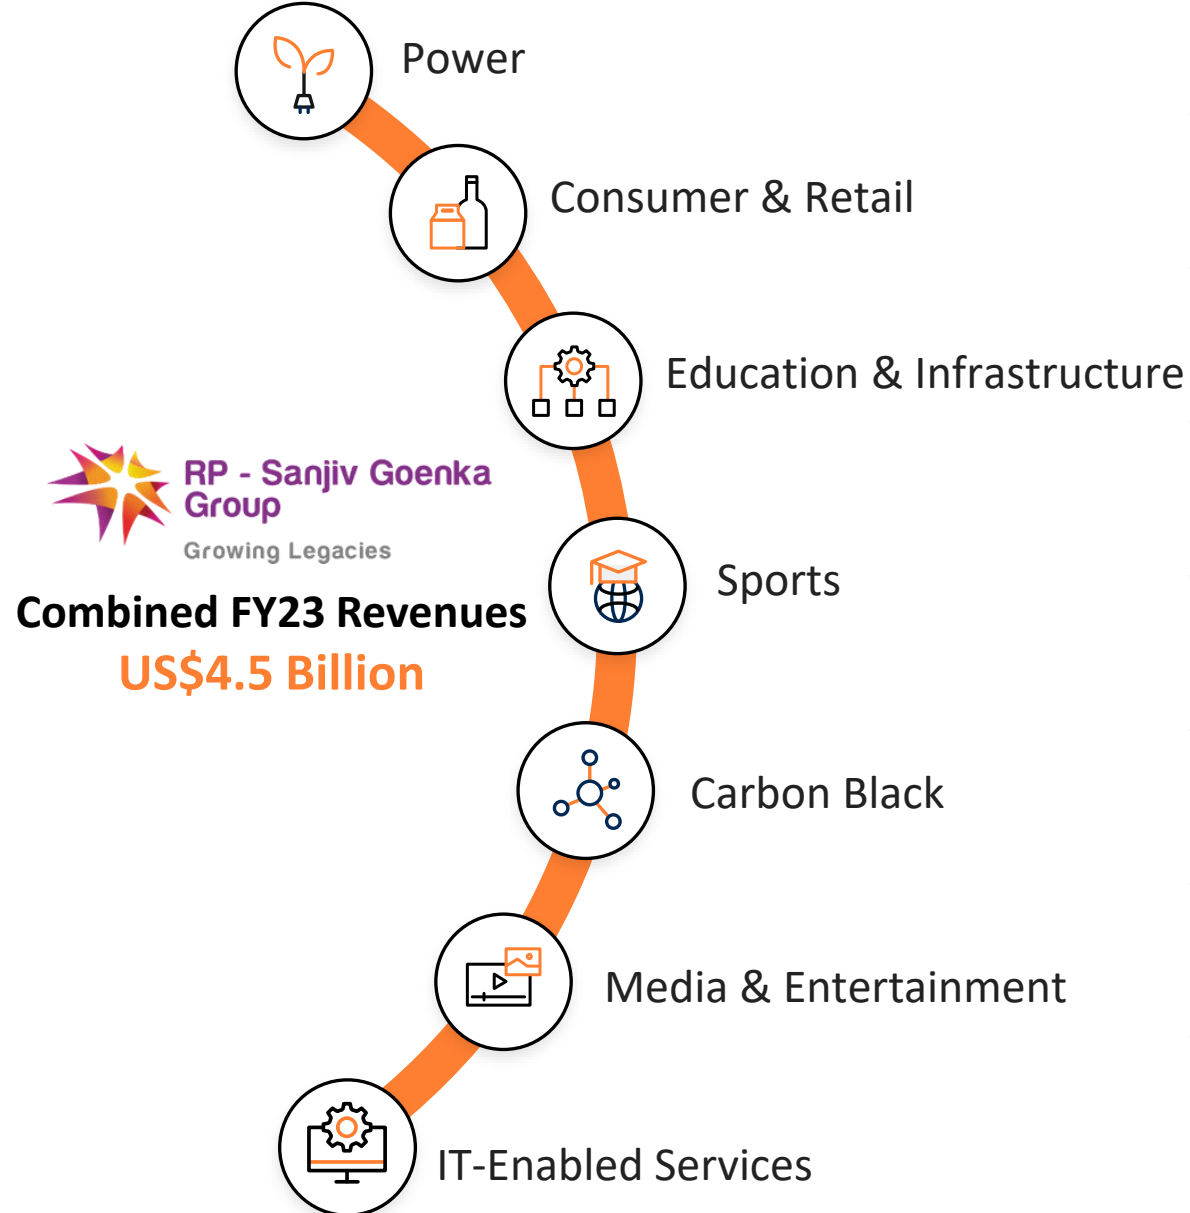 Power
Consumer & Retail
Education & Infrastructure
RP - Sanjiv Goenka
Group
Growing Legacies
Combined FY23 Revenues
US$4.5 Billion
Sports
Carbon Black
Media & Entertainment
IT-Enabled Services